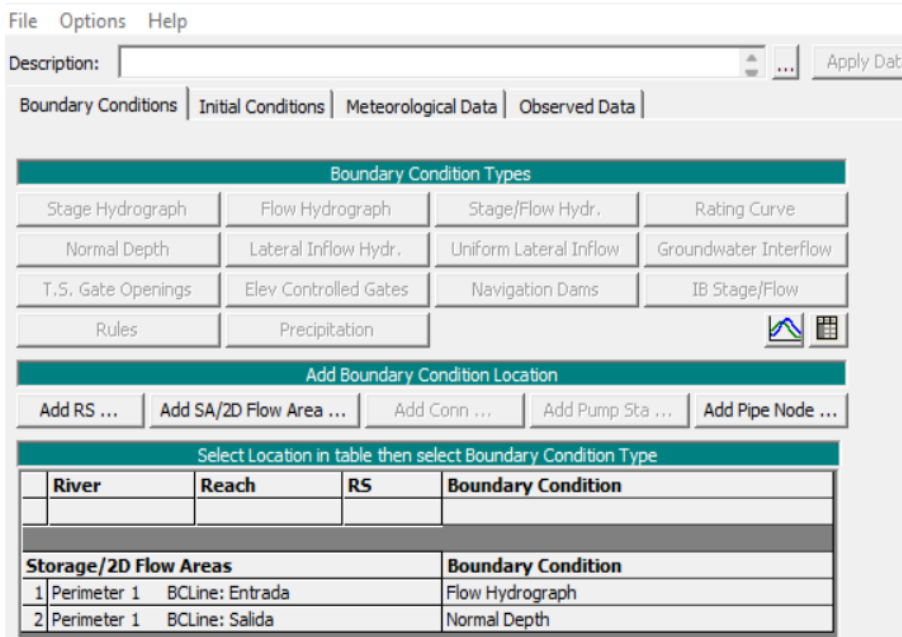 File Options Help
Description: ... Apply Dat
Boundary Conditions Initial Conditions Meteorological Data Observed Data
Boundary Condition Types
Stage Hydrograph Flow Hydrograph Stage/Flow Hydr. Rating Curve
Normal Depth Lateral Inflow Hydr. Uniform Lateral Inflow Groundwater Interflow
T.S. Gate Openings Elev Controlled Gates Navigation Dams IB Stage/Flow
Rules Precipitation
Add Boundary Condition Location
Add RS ... Add SA/2D Flow Area ... Add Conn ... Add Pump Sta ... Add Pipe Node ...
Select Location in table then select Boundary Condition Type
River Reach RS Boundary Condition
Storage/2D Flow Areas Boundary Condition
1 Perimeter 1 BCLine: Entrada Flow Hydrograph
2 Perimeter 1 BCLine: Salida Normal Depth